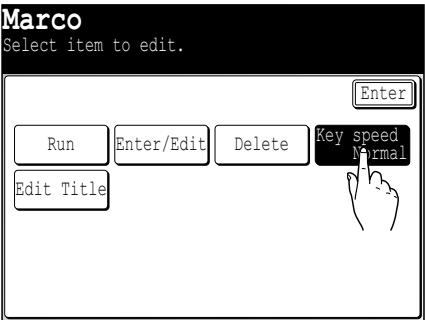 Marco
Select item to edit.
Enter
Run
Enter/Edit
Delete
Key speed
Normal
Edit Title